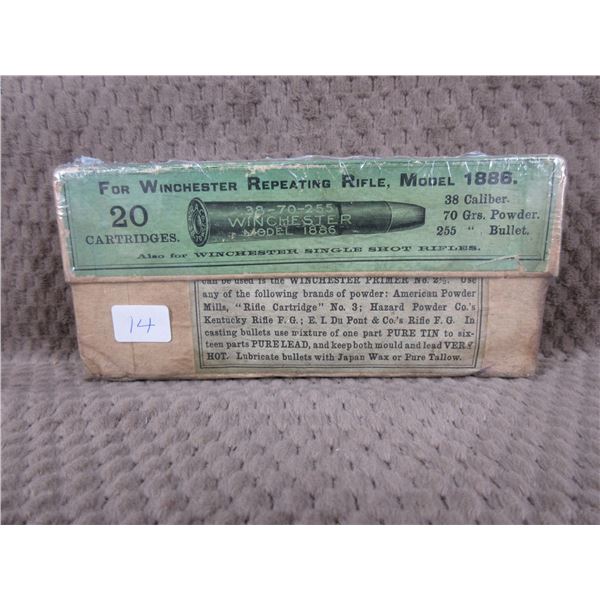 FOR WINCHESTER REPEATING RIFLE, MODEL 1886.
20
CARTRIDGES.
38-70-255
WINCHESTER
MODEL 1886
38 Caliber.
70 Grs. Powder.
255 " Bullet.
Also for WINCHESTER SINGLE SHOT RIFLES.
can be used is the WINCHESTER PRIMER No. 2½. Use
any of the following brands of powder: American Powder
Mills, "Rifle Cartridge" No. 3; Hazard Powder Co.'s
Kentucky Rifle F. G.; E. I. Du Pont & Co.'s Rifle F. G. In
casting bullets use mixture of one part PURE TIN to six-
teen parts PURE LEAD, and keep both mould and lead VERY
HOT. Lubricate bullets with Japan Wax or Pure Tallow.
14